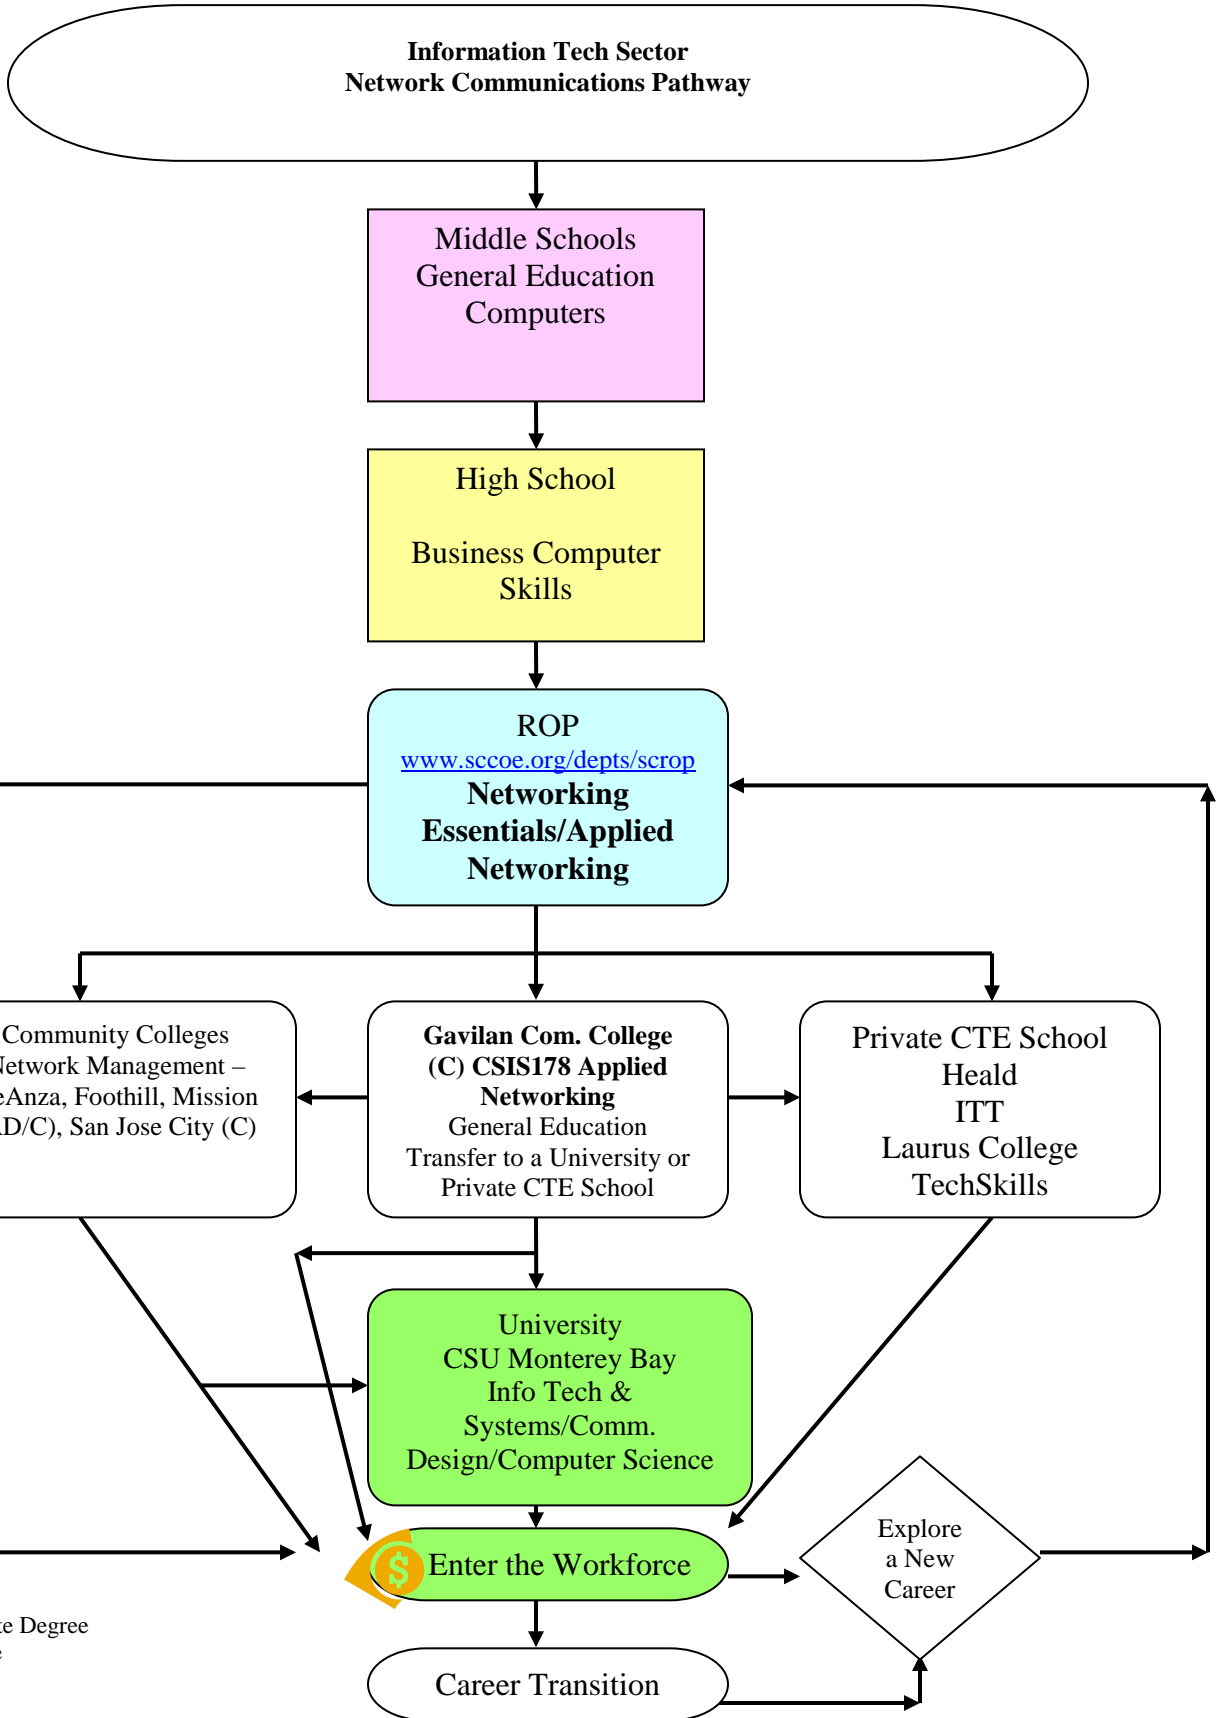 Information Tech Sector
Network Communications Pathway
Middle Schools
General Education
Computers
High School
Business Computer
Skills
ROP
www.sccoe.org/depts/scrop
Networking
Essentials/Applied
Networking
Community Colleges
Management –
Foothill, Mission
San Jose City (C)
Gavilan Com. College
(C) CSIS178 Applied
Networking
General Education
Transfer to a University or
Private CTE School
Private CTE School
Heald
ITT
Laurus College
TechSkills
University
CSU Monterey Bay
Info Tech &
Systems/Comm.
Design/Computer Science
$ Enter the Workforce
Explore
a New
Career
Degree
Career Transition